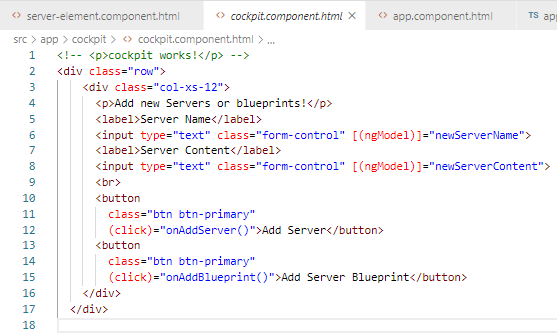 server-element.component.html cockpit.component.html app.component.html TS
src > app > cockpit > cockpit.component.html > ...
1 <!-- <p>cockpit works!</p> -->
2 <div class="row">
3 <div class="col-xs-12">
4 <p>Add new Servers or blueprints!</p>
5 <label>Server Name</label>
6 <input type="text" class="form-control" [(ngModel)]="newServerName">
7 <label>Server Content</label>
8 <input type="text" class="form-control" [(ngModel)]="newServerContent">
9 <br>
10 <button
11 class="btn btn-primary"
12 (click)="onAddServer()">Add Server</button>
13 <button
14 class="btn btn-primary"
15 (click)="onAddBlueprint()">Add Server Blueprint</button>
16 </div>
17 </div>
18